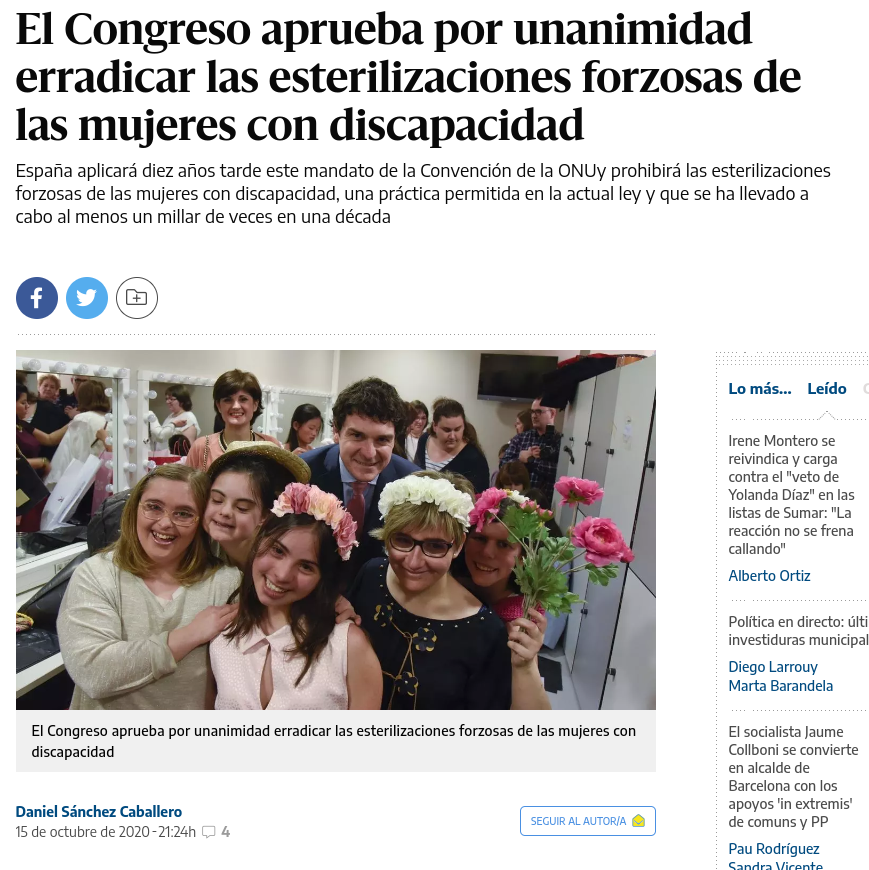 El Congreso aprueba por unanimidad
erradicar las esterilizaciones forzosas de
las mujeres con discapacidad
España aplicará diez años tarde este mandato de la Convención de la ONUy prohibirá las esterilizaciones
forzosas de las mujeres con discapacidad, una práctica permitida en la actual ley y que se ha llevado a
cabo al menos un millar de veces en una década
El Congreso aprueba por unanimidad erradicar las esterilizaciones forzosas de las mujeres con
discapacidad
Daniel Sánchez Caballero
15 de octubre de 2020 - 21:24h 4
SEGUIR AL AUTOR/A
Lo más... Leído
Irene Montero se
reivindica y carga
contra el "veto de
Yolanda Díaz" en las
listas de Sumar: "La
reacción no se frena
callando"
Alberto Ortiz
Política en directo: últi
investiduras municipal
Diego Larrouy
Marta Barandela
El socialista Jaume
Collboni se convierte
en alcalde de
Barcelona con los
apoyos 'in extremis'
de comuns y PP
Pau Rodríguez
Sandra Vicente